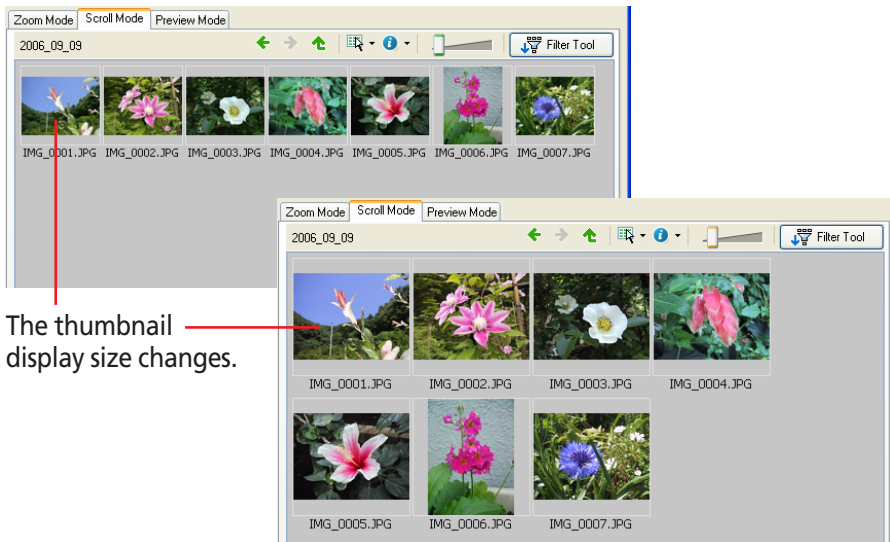 Zoom Mode Scroll Mode Preview Mode
2006_09_09 Filter Tool
IMG_0001.JPG IMG_0002.JPG IMG_0003.JPG IMG_0004.JPG IMG_0005.JPG IMG_0006.JPG IMG_0007.JPG
Zoom Mode Scroll Mode Preview Mode
2006_09_09 Filter Tool
IMG_0001.JPG IMG_0002.JPG IMG_0003.JPG IMG_0004.JPG
IMG_0005.JPG IMG_0006.JPG IMG_0007.JPG
The thumbnail
display size changes.